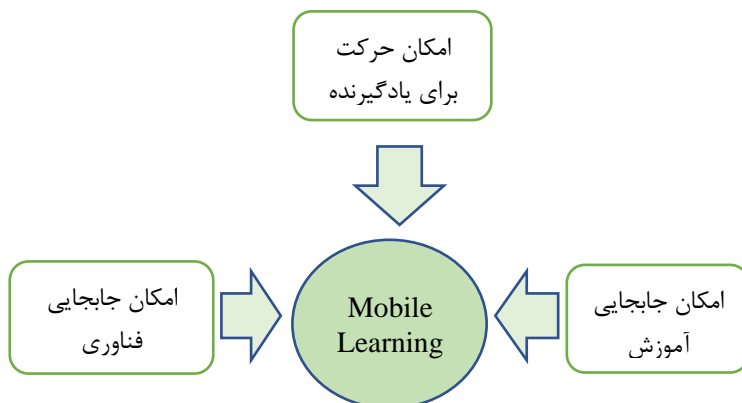 امکان حرکت
برای یادگیرنده
امکان جابجایی
آموزش
Mobile
Learning
امکان جابجایی
فناوری